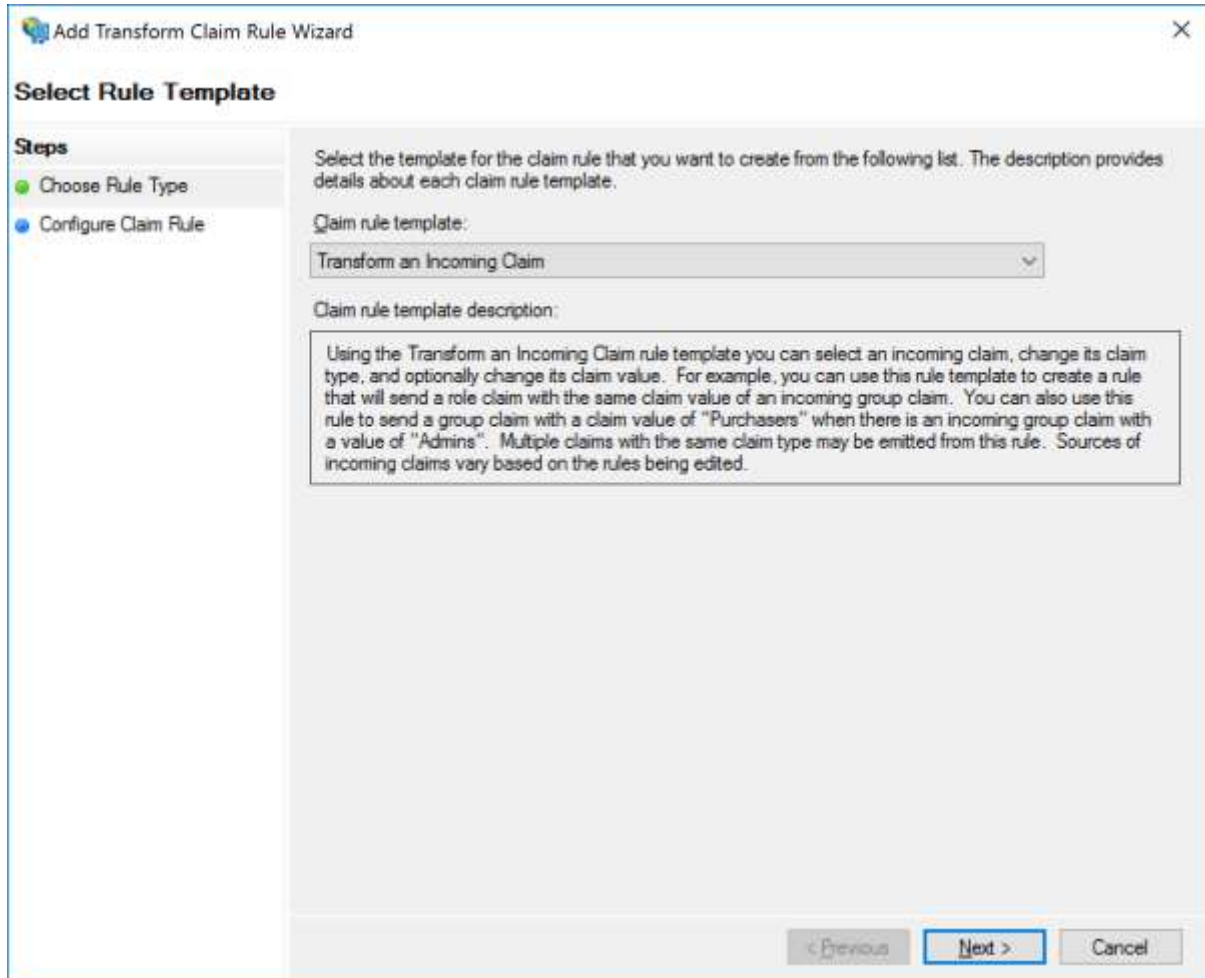 Add Transform Claim Rule Wizard
Select Rule Template
Steps
Choose Rule Type
Configure Claim Rule
Select the template for the claim rule that you want to create from the following list. The description provides
details about each claim rule template.
Claim rule template:
Transform an Incoming Claim
Claim rule template description:
Using the Transform an Incoming Claim rule template you can select an incoming claim, change its claim
type, and optionally change its claim value. For example, you can use this rule template to create a rule
that will send a role claim with the same claim value of an incoming group claim. You can also use this
rule to send a group claim with a claim value of "Purchasers" when there is an incoming group claim with
a value of "Admins". Multiple claims with the same claim type may be emitted from this rule. Sources of
incoming claims vary based on the rules being edited.
< Previous
Next >
Cancel